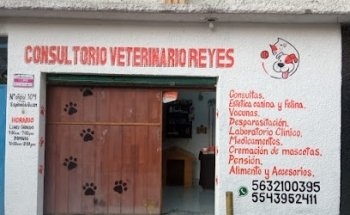 CONSULTORIO VETERINARIO REYES
HORARIO
Consultas.
Estética canina y Felina.
Vacunas.
Desparasitación.
Laboratorio Clínico.
Medicamentos.
Cremación de mascotas.
Pensión.
Alimento y Accesorios.
5632100395
5543952411